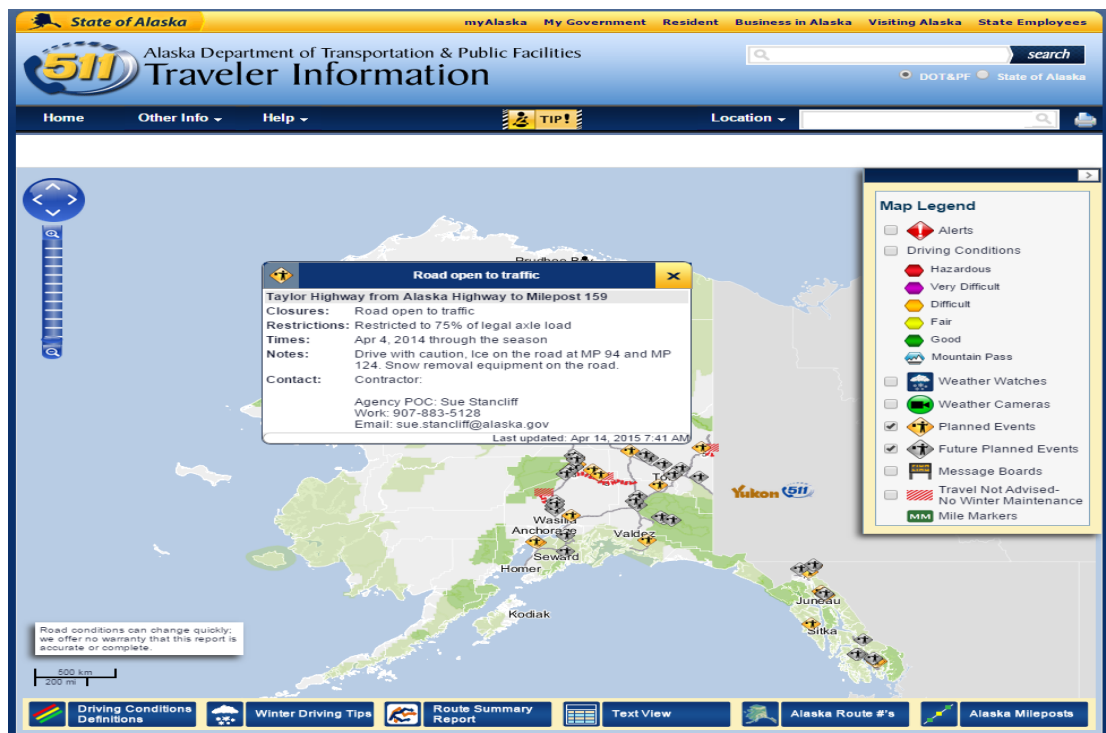 State of Alaska
myAlaska My Government Resident Business in Alaska Visiting Alaska State Employees
511
Alaska Department of Transportation & Public Facilities
Traveler Information
search
DOT&PF State of Alaska
Home Other Info Help TIP! Location
Map Legend
Alerts
Driving Conditions
Hazardous
Very Difficult
Difficult
Fair
Good
Mountain Pass
Weather Watches
Weather Cameras
Planned Events
Future Planned Events
Message Boards
Travel Not Advised-
No Winter Maintenance
MM Mile Markers
Road open to traffic
Taylor Highway from Alaska Highway to Milepost 159
Closures: Road open to traffic
Restrictions: Restricted to 75% of legal axle load
Times: Apr 4, 2014 through the season
Notes: Drive with caution, Ice on the road at MP 94 and MP
124. Snow removal equipment on the road.
Contact: Contractor:
Agency POC: Sue Stancliff
Work: 907-883-5128
Email: sue.stancliff@alaska.gov
Last updated: Apr 14, 2015 7:41 AM
Yukon 511
Wasilla
Anchorage
Valdez
Seward
Homer
Kodiak
Juneau
Sitka
Road conditions can change quickly;
we offer no warranty that this report is
accurate or complete.
500 km
200 mi
Driving Conditions
Definitions
Winter Driving Tips
Route Summary
Report
Text View
Alaska Route #'s
Alaska Mileposts